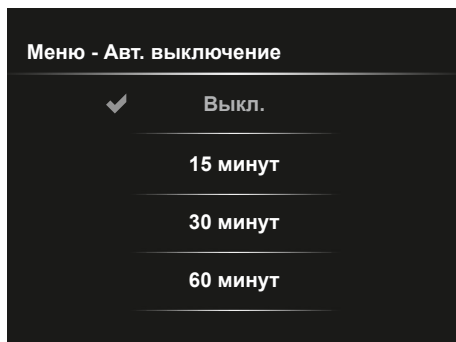 Меню - Авт. выключение
Выкл.
15 минут
30 минут
60 минут